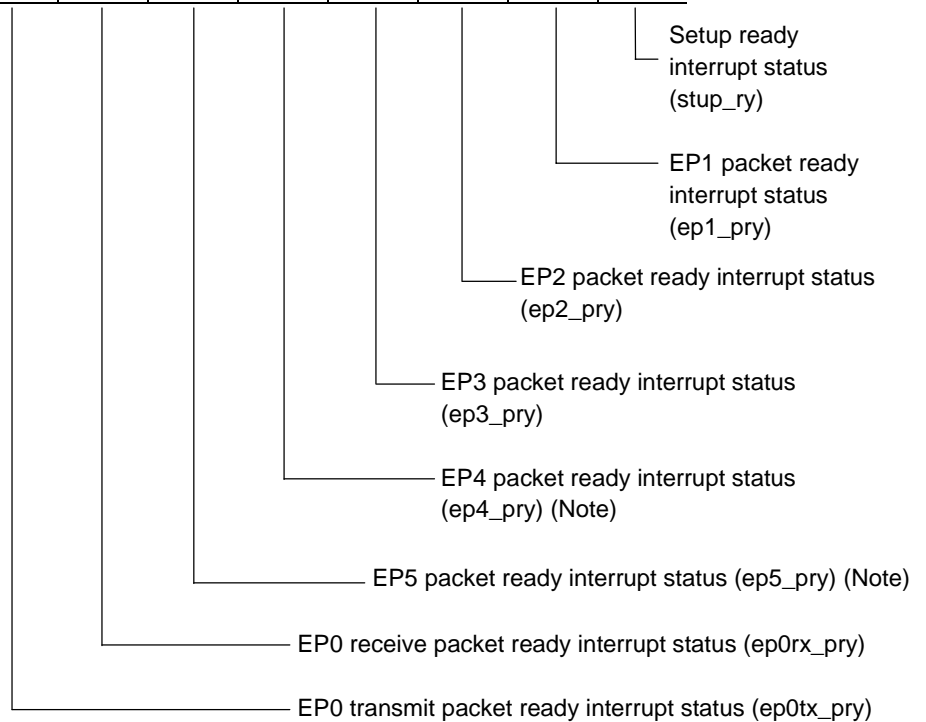 Setup ready
interrupt status
(stup_ry)
EP1 packet ready
interrupt status
(ep1_pry)
EP2 packet ready interrupt status
(ep2_pry)
EP3 packet ready interrupt status
(ep3_pry)
EP4 packet ready interrupt status
(ep4_pry) (Note)
EP5 packet ready interrupt status (ep5_pry) (Note)
EP0 receive packet ready interrupt status (ep0rx_pry)
EP0 transmit packet ready interrupt status (ep0tx_pry)